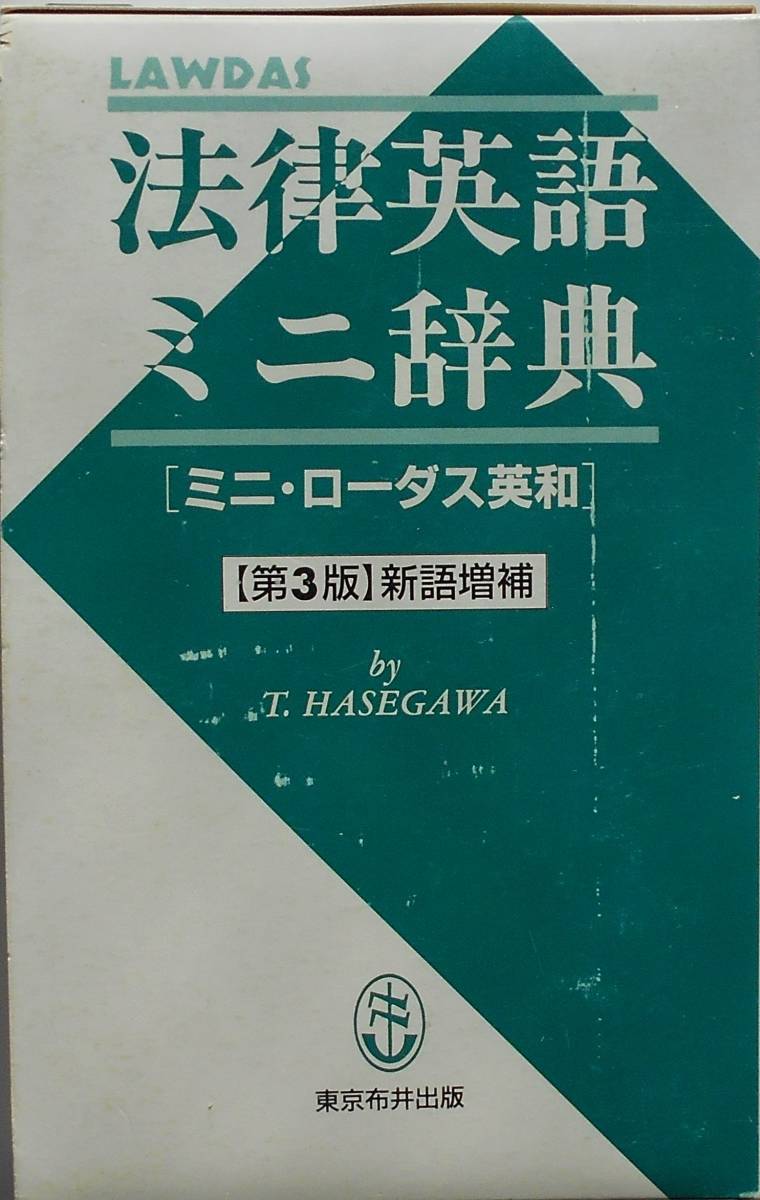 LAWDAS
法律英語
ミニ辞典
[ミニ・ローダス英和]
【第3版】新語増補
by
T. HASEGAWA
東京布井出版